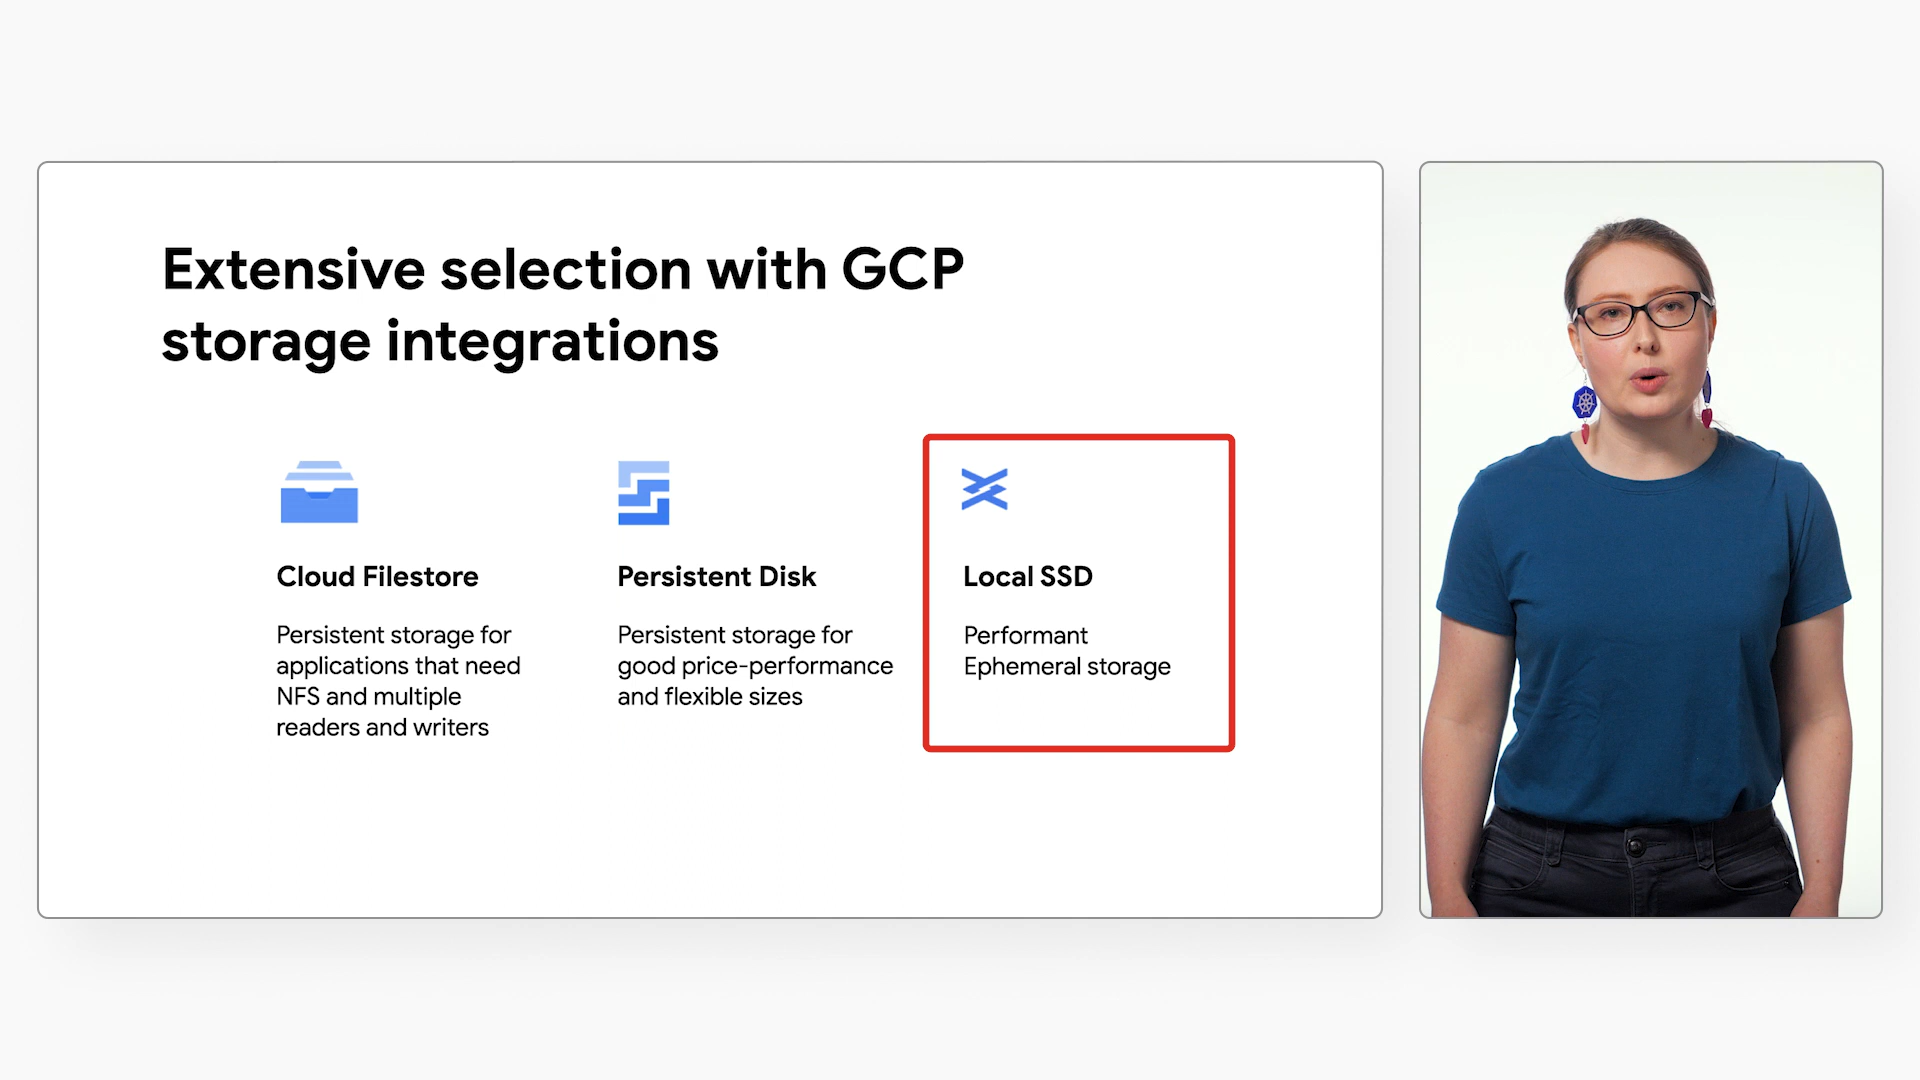 Extensive selection with GCP
storage integrations
Cloud Filestore
Persistent storage for
applications that need
NFS and multiple
readers and writers
Persistent Disk
Persistent storage for
good price-performance
and flexible sizes
Local SSD
Performant
Ephemeral storage